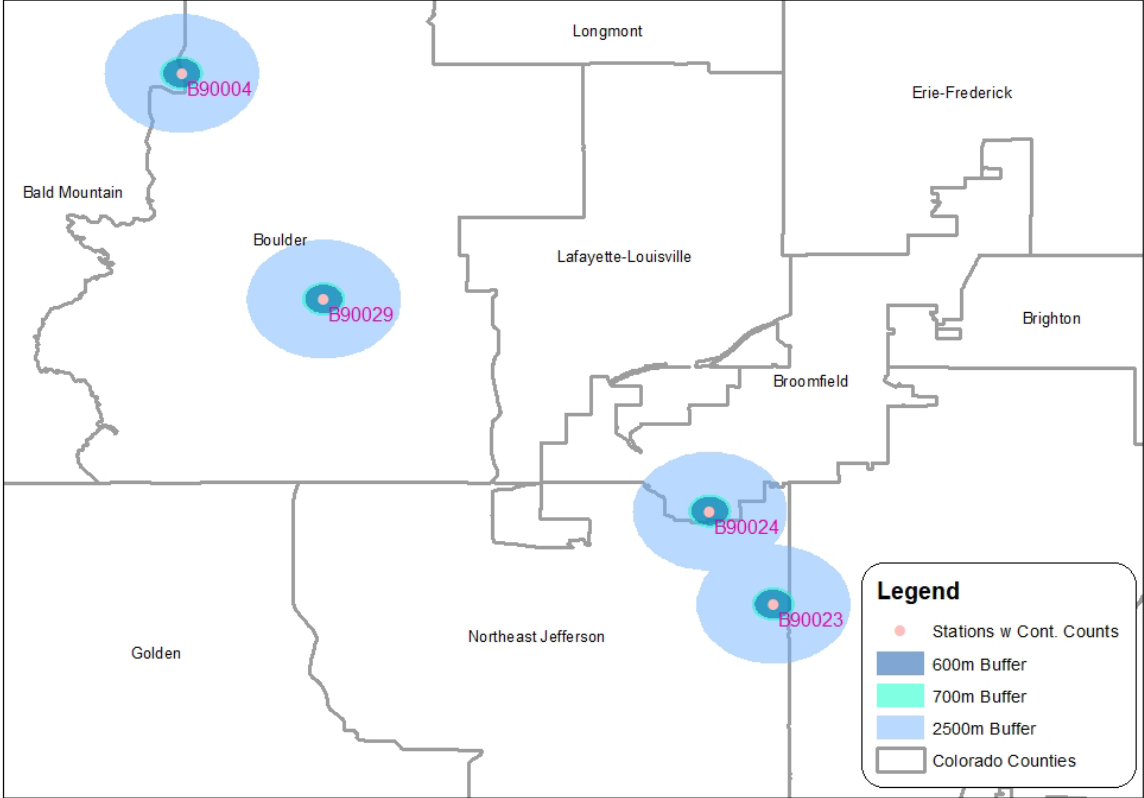 Longmont
B90004
Erie-Frederick
Bald Mountain
Boulder
Lafayette-Louisville
B90029
Brighton
Broomfield
B90024
B90023
Northeast Jefferson
Golden
Legend
Stations w Cont. Counts
600m Buffer
700m Buffer
2500m Buffer
Colorado Counties